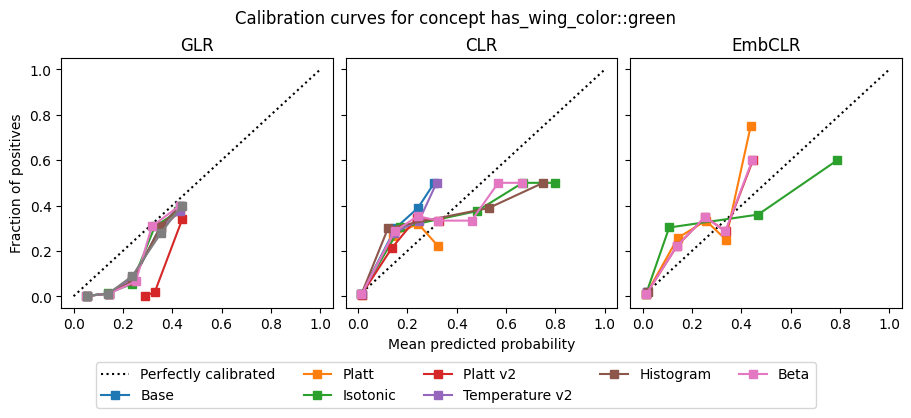 Calibration curves for concept has_wing_color::green
GLR
CLR
EmbCLR
Fraction of positives
1.0
0.8
0.6
0.4
0.2
0.0
0.0 0.2 0.4 0.6 0.8 1.0
0.0 0.2 0.4 0.6 0.8 1.0
0.0 0.2 0.4 0.6 0.8 1.0
Mean predicted probability
Perfectly calibrated Platt Platt v2 Histogram Beta
Base Isotonic Temperature v2